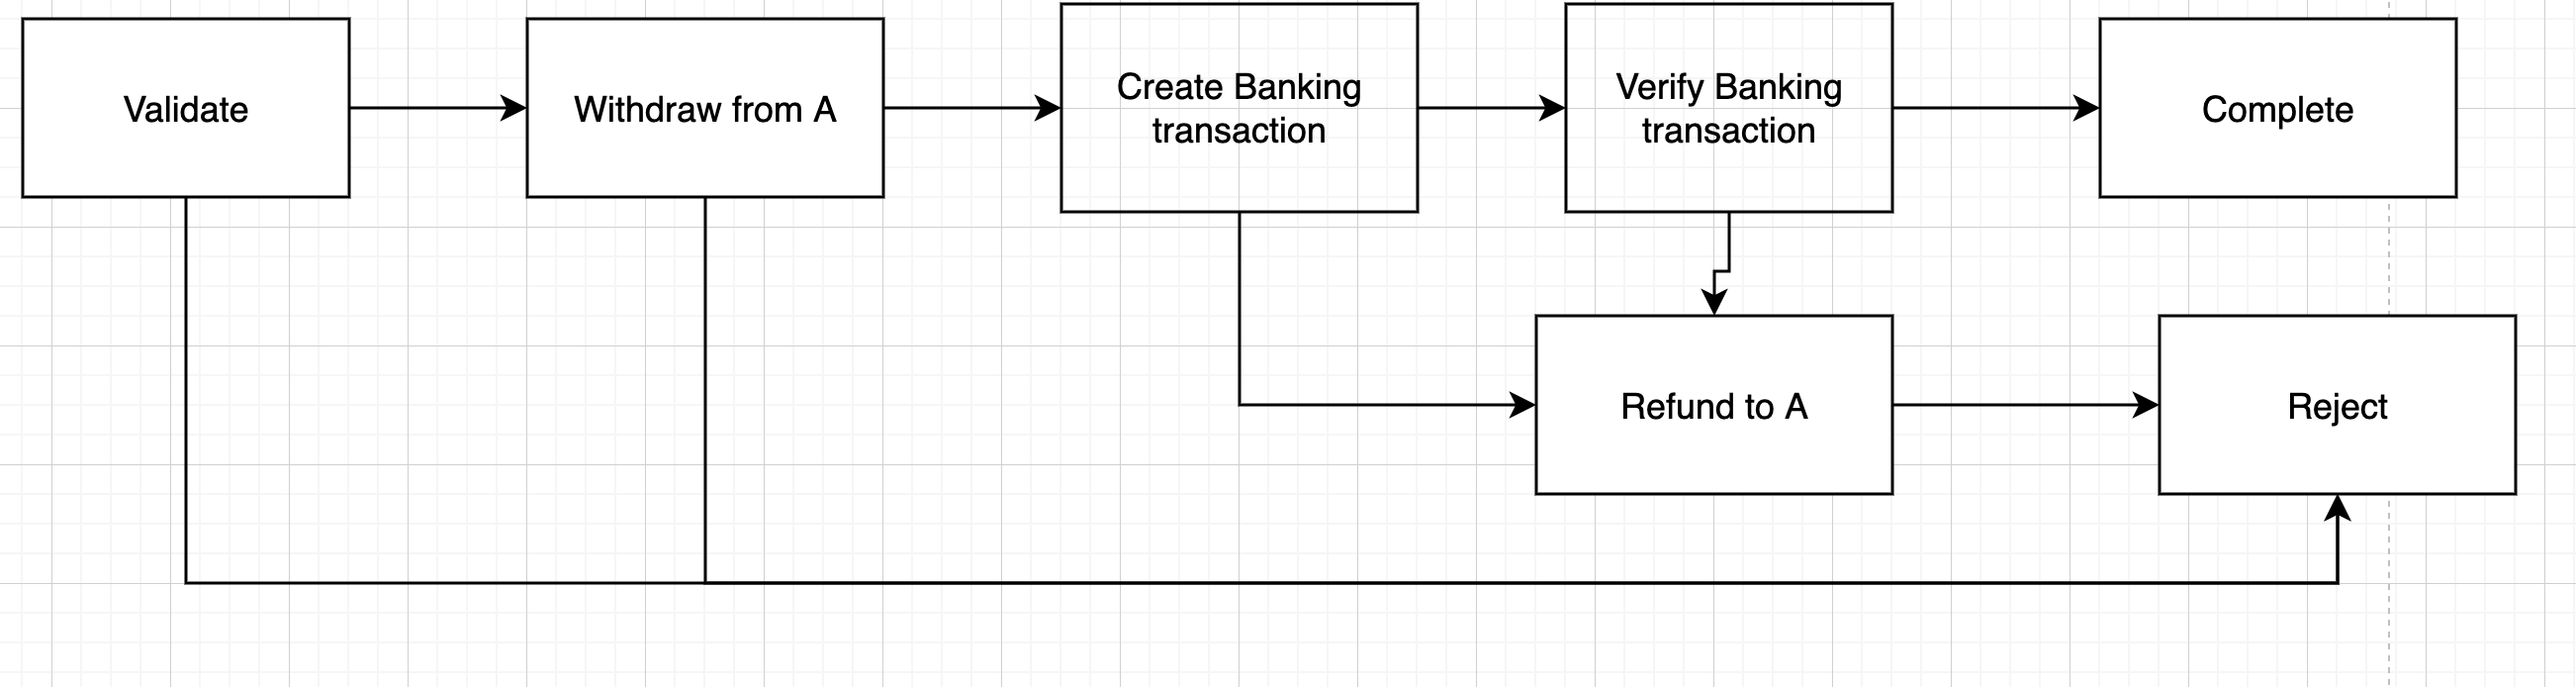 Validate
Withdraw from A
Create Banking
transaction
Verify Banking
transaction
Complete
Refund to A
Reject